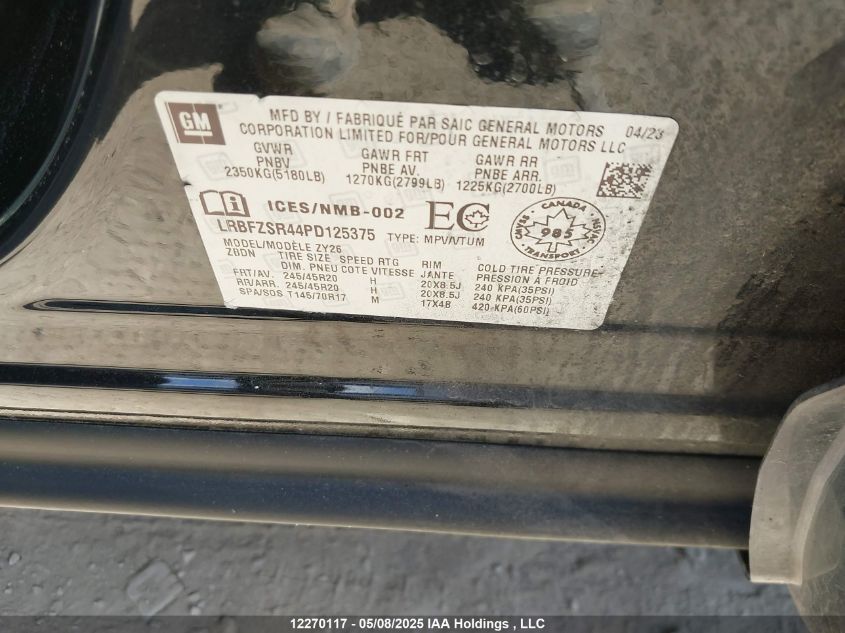 GM
MFD BY / FABRIQUÉ PAR SAIC GENERAL MOTORS 04/23
CORPORATION LIMITED FOR/POUR GENERAL MOTORS LLC
GVWR GAWR FRT GAWR RR
PNBV PNBE AV. PNBE ARR.
2350KG(5180LB) 1270KG(2799LB) 1225KG(2700LB)
ICES/NMB-002 EC
CANADA
CMVSS 985 NSVAC
TRANSPORT
LRBFZSR44PD125375 TYPE: MPV/VTUM
MODEL/MODÈLE ZY26
ZBDN TIRE SIZE SPEED RTG RIM COLD TIRE PRESSURE-
DIM. PNEU COTE VITESSE JANTE PRESSION A FROID
FRT/AV. 245/45R20 H 20X8.5J 240 KPA(35PSI)
RR/ARR. 245/45R20 H 20X8.5J 240 KPA(35PSI)
SPA/SOS T145/70R17 M 17X4B 420 KPA(60PSI)
12270117 - 05/08/2025 IAA Holdings , LLC